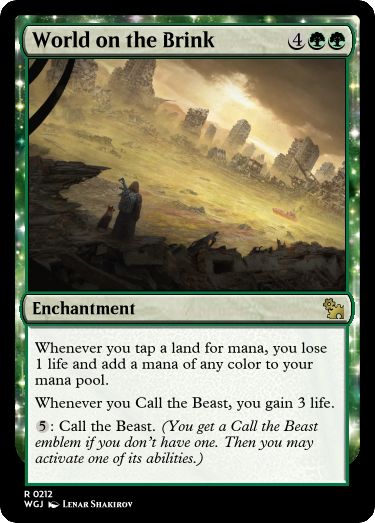 World on the Brink 4
Enchantment
Whenever you tap a land for mana, you lose
1 life and add a mana of any color to your
mana pool.
Whenever you Call the Beast, you gain 3 life.
5: Call the Beast. (You get a Call the Beast
emblem if you don't have one. Then you may
activate one of its abilities.)
R 0212
WGJ Lenar Shakirov